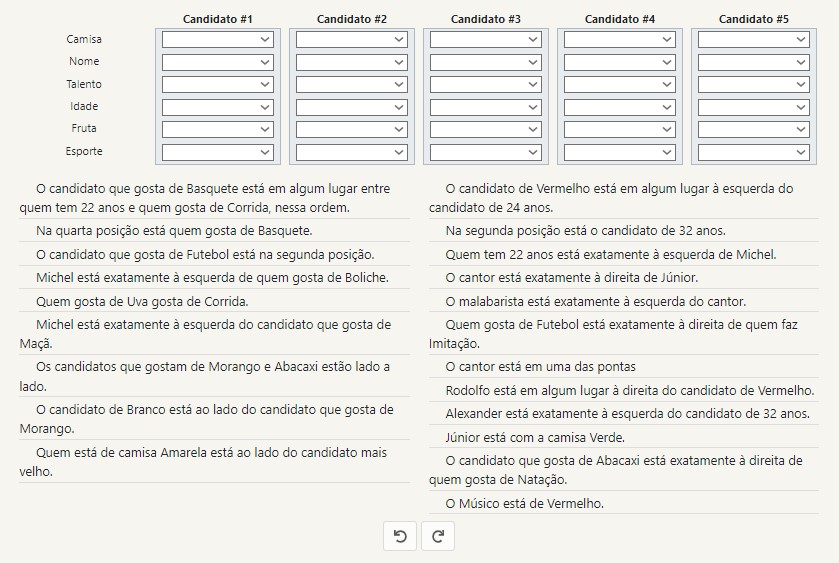 Candidato #1 Candidato #2 Candidato #3 Candidato #4 Candidato #5
Camisa
Nome
Talento
Idade
Fruta
Esporte
O candidato que gosta de Basquete está em algum lugar entre
quem tem 22 anos e quem gosta de Corrida, nessa ordem.
Na quarta posição está quem gosta de Basquete.
O candidato que gosta de Futebol está na segunda posição.
Michel está exatamente à esquerda de quem gosta de Boliche.
Quem gosta de Uva gosta de Corrida.
Michel está exatamente à esquerda do candidato que gosta de
Maçã.
Os candidatos que gostam de Morango e Abacaxi estão lado a
lado.
O candidato de Branco está ao lado do candidato que gosta de
Morango.
Quem está de camisa Amarela está ao lado do candidato mais
velho.
O candidato de Vermelho está em algum lugar à esquerda do
candidato de 24 anos.
Na segunda posição está o candidato de 32 anos.
Quem tem 22 anos está exatamente à esquerda de Michel.
O cantor está exatamente à direita de Júnior.
O malabarista está exatamente à esquerda do cantor.
Quem gosta de Futebol está exatamente à direita de quem faz
Imitação.
O cantor está em uma das pontas
Rodolfo está em algum lugar à direita do candidato de Vermelho.
Alexander está exatamente à esquerda do candidato de 32 anos.
Júnior está com a camisa Verde.
O candidato que gosta de Abacaxi está exatamente à direita de
quem gosta de Natação.
O Músico está de Vermelho.